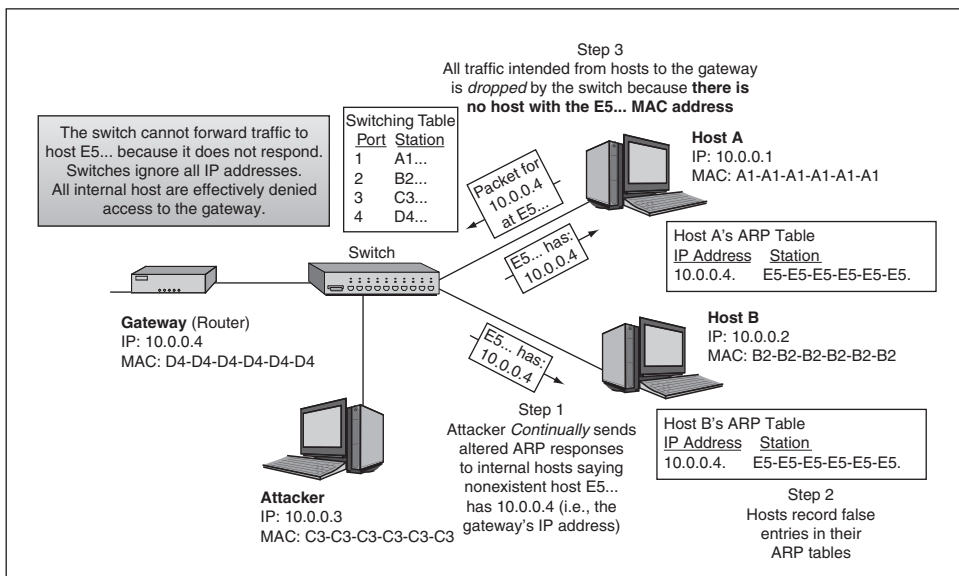 Step 3
All traffic intended from hosts to the gateway
is dropped by the switch because there is
no host with the E5... MAC address
The switch cannot forward traffic to
host E5... because it does not respond.
Switches ignore all IP addresses.
All internal host are effectively denied
access to the gateway.
Switching Table
Port Station
1 A1...
2 B2...
3 C3...
4 D4...
Packet for
10.0.0.4
at E5...
Host A
IP: 10.0.0.1
MAC: A1-A1-A1-A1-A1-A1
E5... has:
10.0.0.4
Host A's ARP Table
IP Address Station
10.0.0.4. E5-E5-E5-E5-E5-E5.
Switch
Gateway (Router)
IP: 10.0.0.4
MAC: D4-D4-D4-D4-D4-D4
Host B
IP: 10.0.0.2
MAC: B2-B2-B2-B2-B2-B2
E5... has:
10.0.0.4
Step 1
Attacker Continually sends
altered ARP responses
to internal hosts saying
nonexistent host E5...
has 10.0.0.4 (i.e., the
gateway's IP address)
Host B's ARP Table
IP Address Station
10.0.0.4. E5-E5-E5-E5-E5-E5.
Attacker
IP: 10.0.0.3
MAC: C3-C3-C3-C3-C3-C3
Step 2
Hosts record false
entries in their
ARP tables